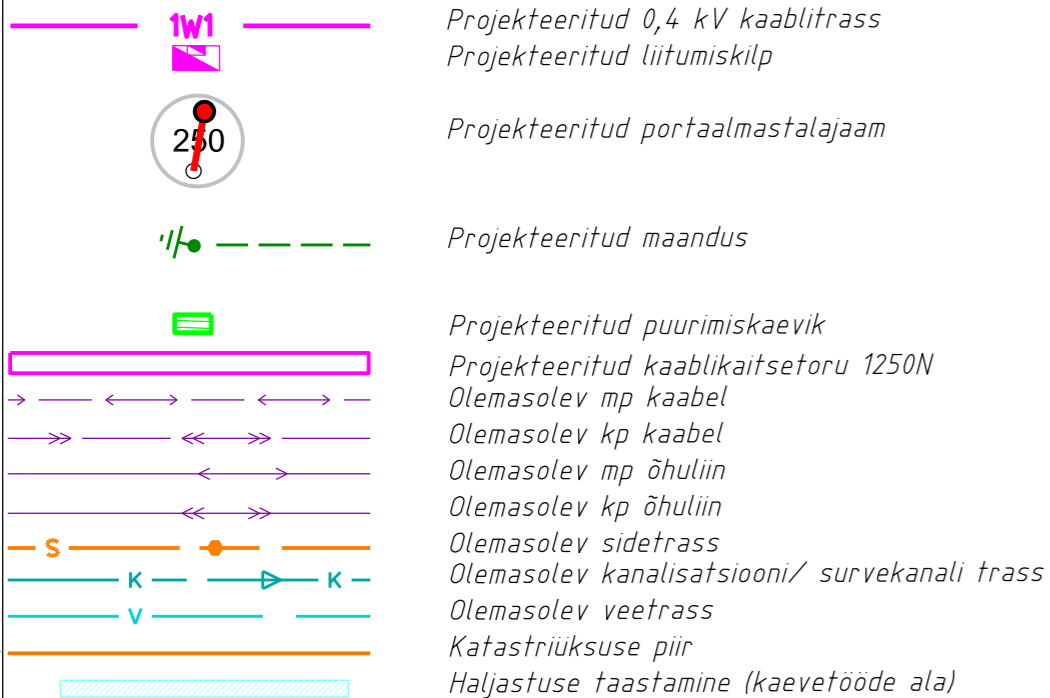 1W1 Projekteeritud 0,4 kV kaablitrass
Projekteeritud liitumiskilp
250 Projekteeritud portaalmastalajaam
Projekteeritud maandus
Projekteeritud puurimiskaevik
Projekteeritud kaablikaitsetoru 1250N
Olemasolev mp kaabel
Olemasolev kp kaabel
Olemasolev mp õhuliin
Olemasolev kp õhuliin
S Olemasolev sidetrass
K K Olemasolev kanalisatsiooni/ survekanali trass
V Olemasolev veetrass
Katastriüksuse piir
Haljastuse taastamine (kaevetööde ala)